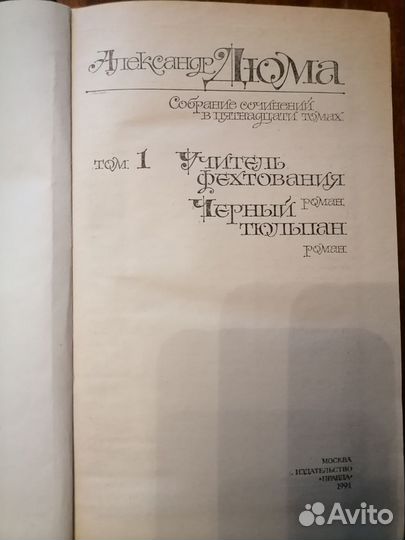 Александр Дюма
Собрание сочинений
в пятнадцати томах
том 1 Учитель
фехтования
роман
Черный
тюльпан
роман
МОСКВА
ИЗДАТЕЛЬСТВО
«ПРАВДА»
1991
Avito